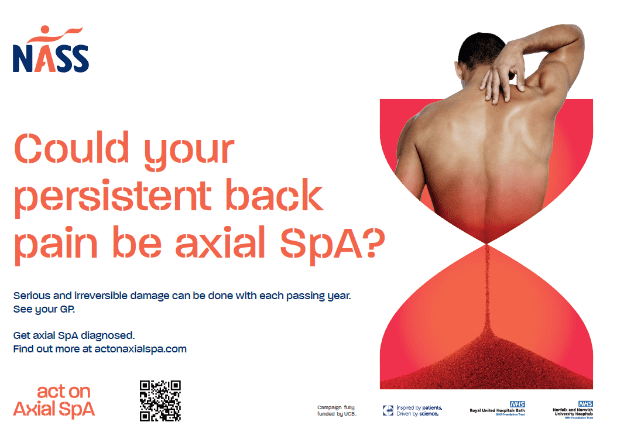 NASS
Could your
persistent back
pain be axial SpA?
Serious and irreversible damage can be done with each passing year.
See your GP.
Get axial SpA diagnosed.
Find out more at actonaxialspa.com
act on
Axial SpA
Campaign fully
funded by UCB.
Inspired by patients.
Driven by science.
NHS
Royal United Hospitals Bath
NHS Foundation Trust
NHS
Norfolk and Norwich
University Hospitals
NHS Foundation Trust